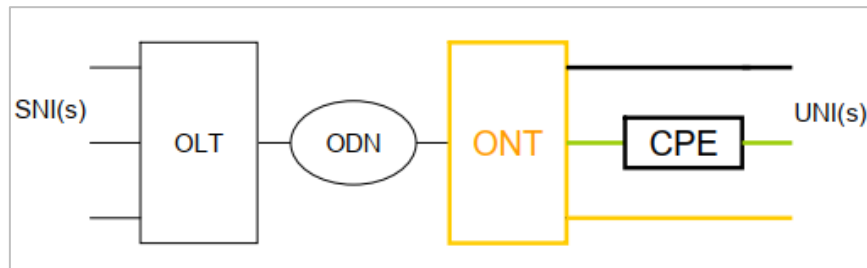 SNI(s)
OLT
ODN
ONT
CPE
UNI(s)